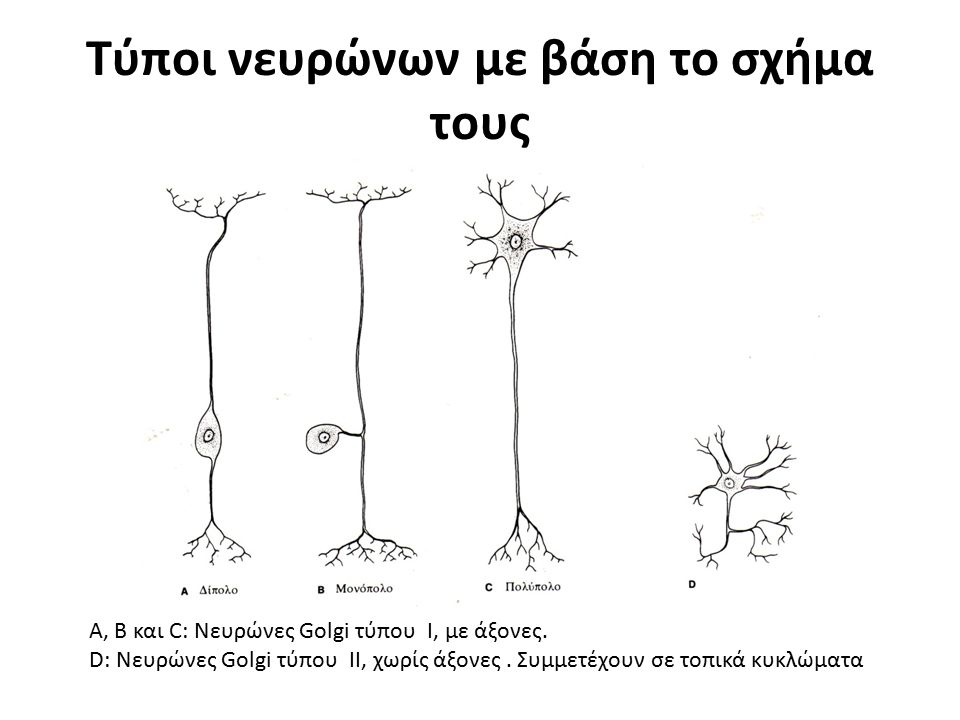 Τύποι νευρώνων με βάση το σχήμα
τους
A Δίπολο
B Μονόπολο
C Πολύπολο
D
A, B και C: Νευρώνες Golgi τύπου I, με άξονες.
D: Νευρώνες Golgi τύπου II, χωρίς άξονες . Συμμετέχουν σε τοπικά κυκλώματα